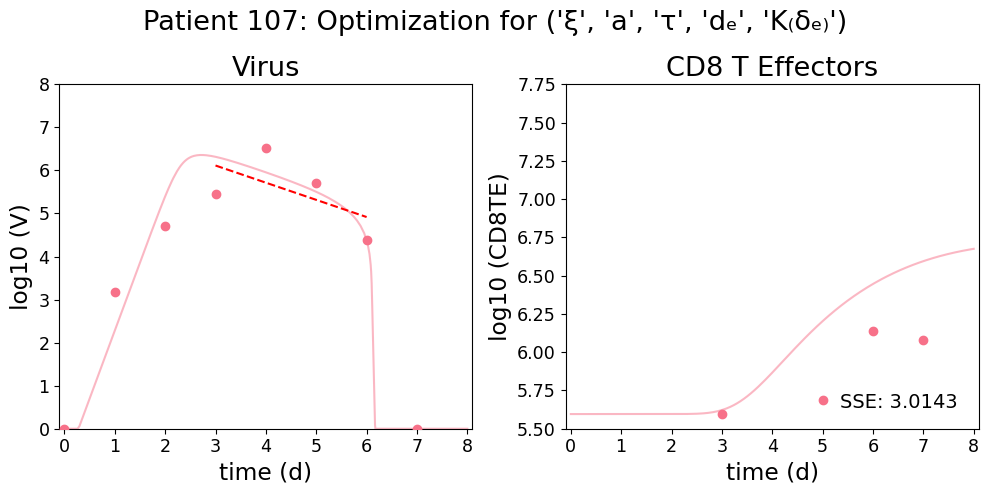 Patient 107: Optimization for ('ξ', 'a', 'τ', 'dₑ', 'K₍δₑ₎')
Virus
CD8 T Effectors
log10 (V)
8
7
6
5
4
3
2
1
0
0 1 2 3 4 5 6 7 8
time (d)
log10 (CD8TE)
7.75
7.50
7.25
7.00
6.75
6.50
6.25
6.00
5.75
5.50
SSE: 3.0143
0 1 2 3 4 5 6 7 8
time (d)